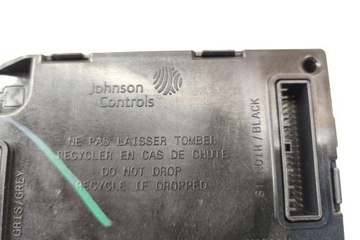 Johnson
Controls
NE PAS LAISSER TOMBER
RECYCLER EN CAS DE CHUTE
DO NOT DROP
RECYCLE IF DROPPED
S1 NOIR/BLACK
GRIS/GREY